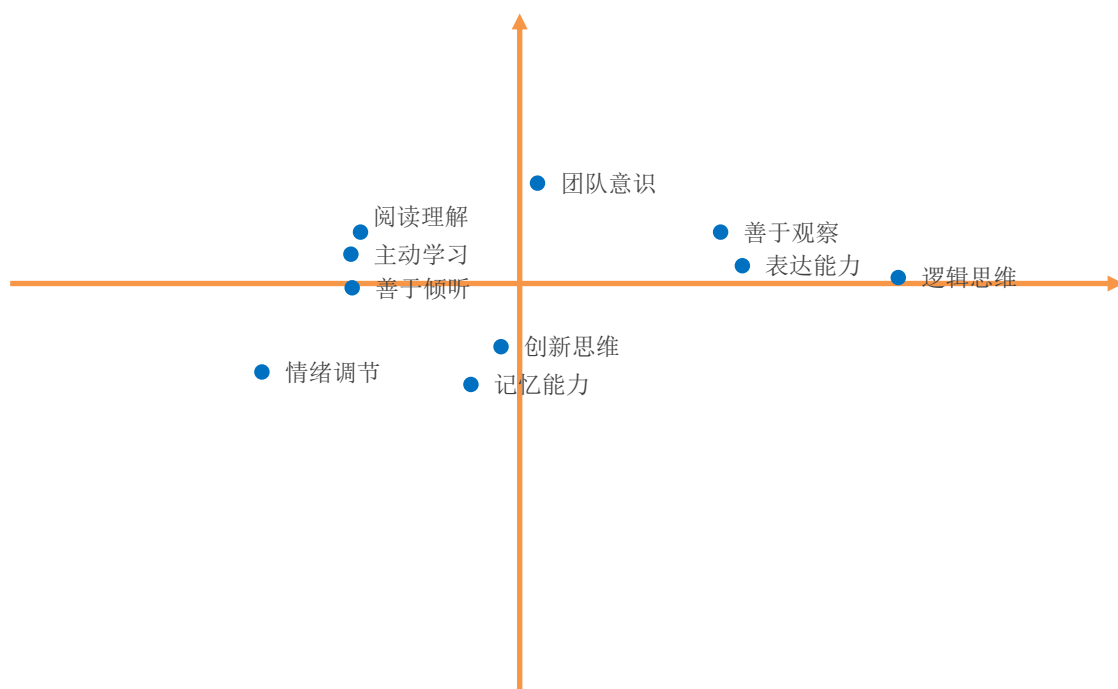 团队意识
阅读理解
善于观察
主动学习
表达能力
逻辑思维
善于倾听
创新思维
情绪调节
记忆能力